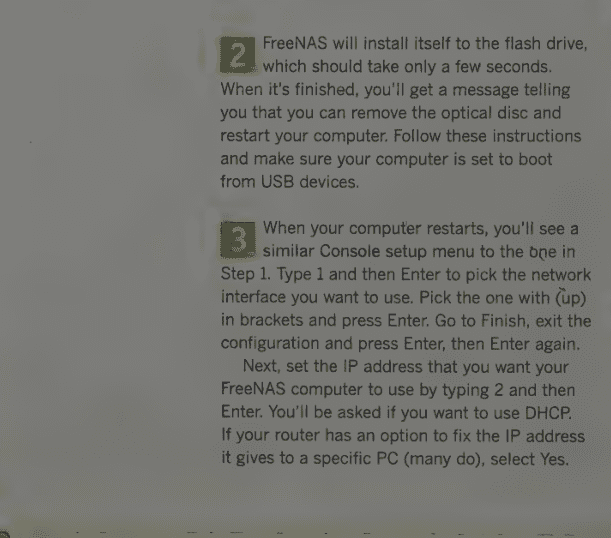 2 FreeNAS will install itself to the flash drive,
which should take only a few seconds.
When it's finished, you'll get a message telling
you that you can remove the optical disc and
restart your computer. Follow these instructions
and make sure your computer is set to boot
from USB devices.
3 When your computer restarts, you'll see a
similar Console setup menu to the one in
Step 1. Type 1 and then Enter to pick the network
interface you want to use. Pick the one with (up)
in brackets and press Enter. Go to Finish, exit the
configuration and press Enter, then Enter again.
Next, set the IP address that you want your
FreeNAS computer to use by typing 2 and then
Enter. You'll be asked if you want to use DHCP.
If your router has an option to fix the IP address
it gives to a specific PC (many do), select Yes.